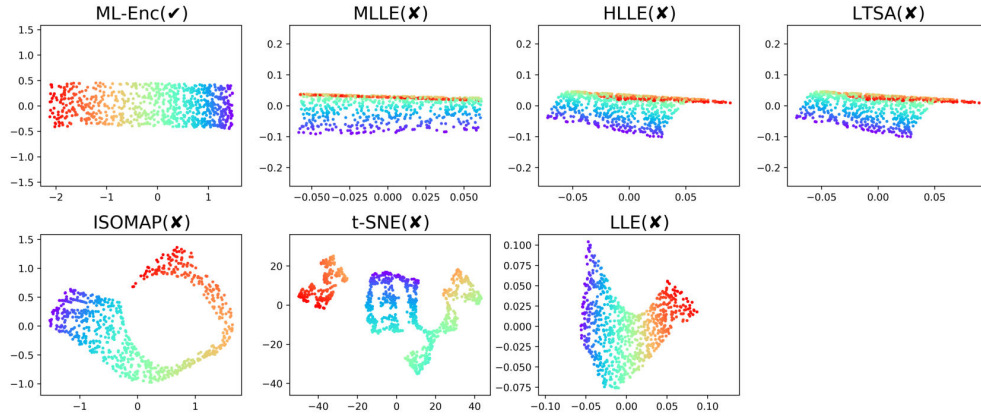 ML-Enc(✔) MLLE(✘) HLLE(✘) LTSA(✘)
1.5 0.2 0.2 0.2
1.0
0.5 0.1 0.1 0.1
0.0 0.0 0.0 0.0
−0.5
−1.0 −0.1 −0.1 −0.1
−1.5 −0.2 −0.2 −0.2
−2 −1 0 1 −0.050 −0.025 0.000 0.025 0.050 −0.05 0.00 0.05 −0.05 0.00 0.05
ISOMAP(✘) t-SNE(✘) LLE(✘)
1.5 0.100
1.0 20 0.075
0.5 0.050
0.0 0 0.025
−0.5 −20 0.000
−1.0 −40 −0.025
−0.050
−0.075
−1 0 1 −40 −20 0 20 40 −0.10 −0.05 0.00 0.05 0.10